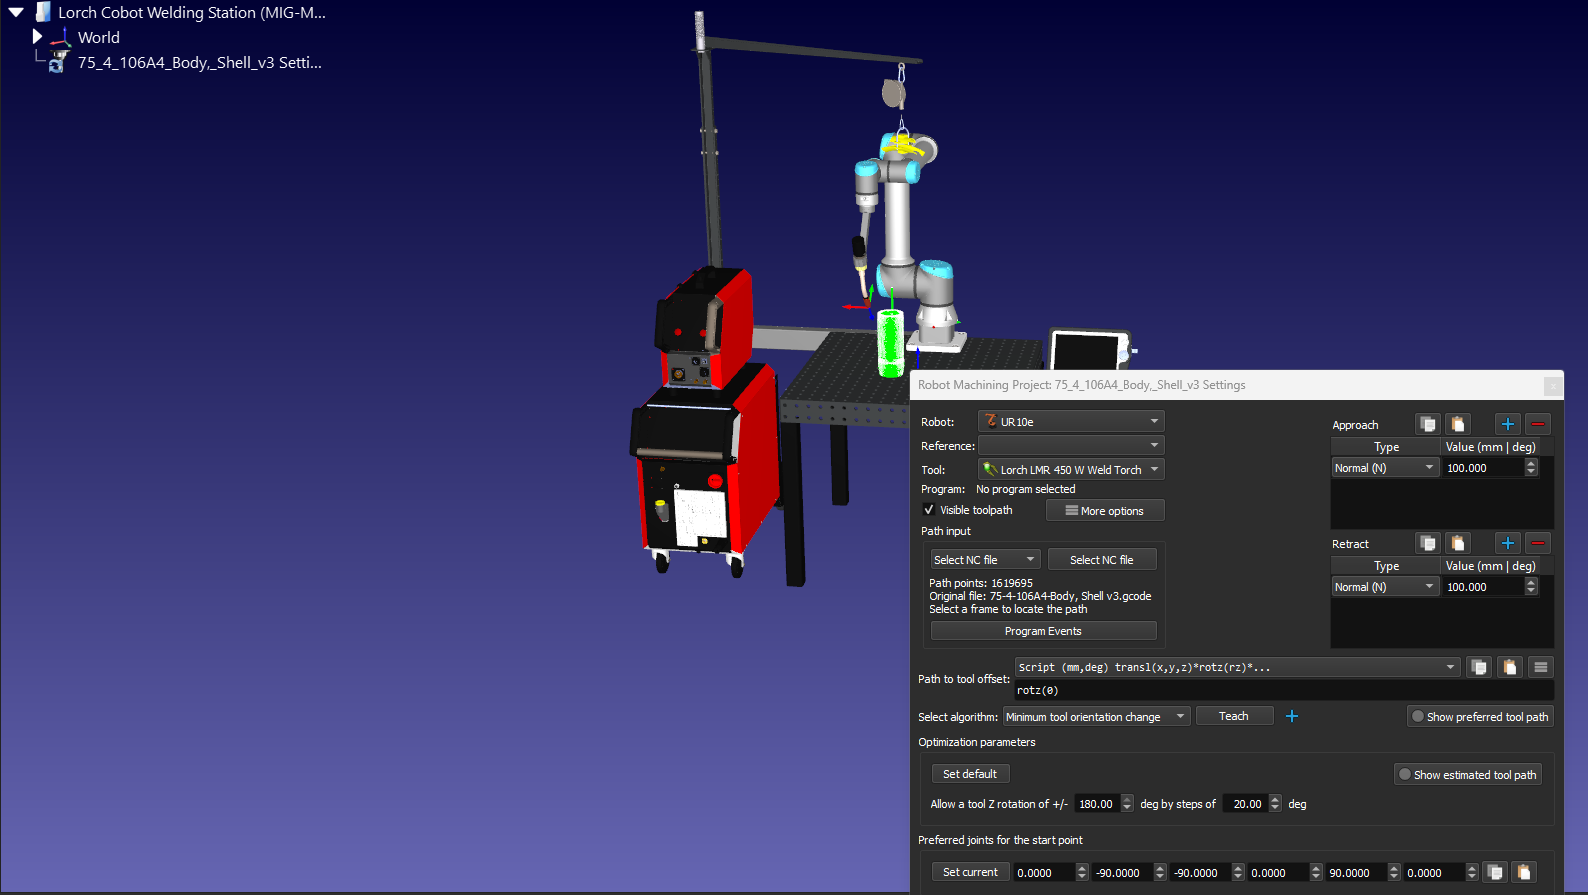 Lorch Cobot Welding Station (MIG-M...
World
75_4_106A4_Body,_Shell_v3 Setti...
Robot Machining Project: 75_4_106A4_Body,_Shell_v3 Settings
Robot: UR10e
Reference:
Tool: Lorch LMR 450 W Weld Torch
Program: No program selected
Visible toolpath More options
Path input
Select NC file Select NC file
Path points: 1619695
Original file: 75-4-106A4-Body, Shell v3.gcode
Select a frame to locate the path
Program Events
Approach
Type Value (mm | deg)
Normal (N) 100.000
Retract
Type Value (mm | deg)
Normal (N) 100.000
Path to tool offset: Script (mm,deg) transl(x,y,z)*rotz(rz)*...
rotz(0)
Select algorithm: Minimum tool orientation change Teach Show preferred tool path
Optimization parameters
Set default Show estimated tool path
Allow a tool Z rotation of +/- 180.00 deg by steps of 20.00 deg
Preferred joints for the start point
Set current 0.0000 -90.0000 -90.0000 0.0000 90.0000 0.0000